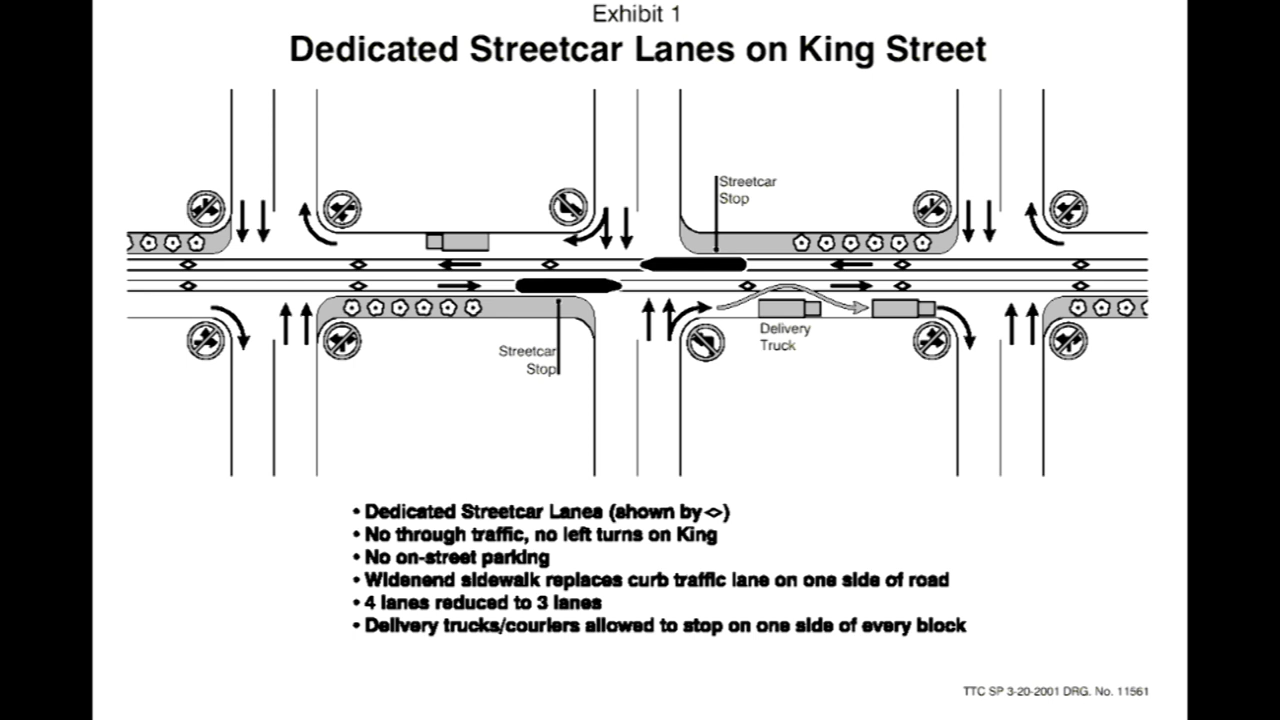 Exhibit 1
Dedicated Streetcar Lanes on King Street
Streetcar
Stop
Streetcar
Stop
Delivery
Truck
• Dedicated Streetcar Lanes (shown by <>)
• No through traffic, no left turns on King
• No on-street parking
• Widenend sidewalk replaces curb traffic lane on one side of road
• 4 lanes reduced to 3 lanes
• Delivery trucks/couriers allowed to stop on one side of every block
TTC SP 3-20-2001 DRG. No. 11561